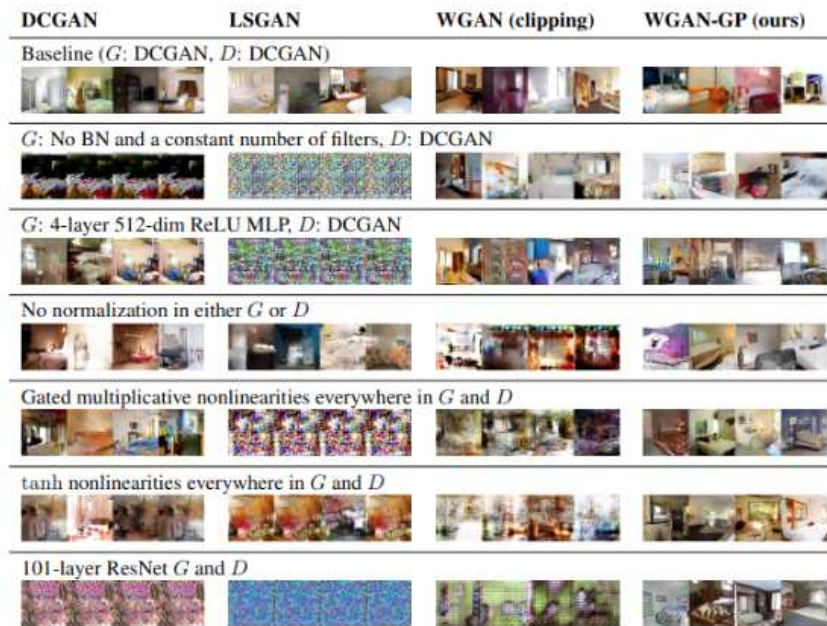 DCGAN LSGAN WGAN (clipping) WGAN-GP (ours)
Baseline (G: DCGAN, D: DCGAN)
G: No BN and a constant number of filters, D: DCGAN
G: 4-layer 512-dim ReLU MLP, D: DCGAN
No normalization in either G or D
Gated multiplicative nonlinearities everywhere in G and D
tanh nonlinearities everywhere in G and D
101-layer ResNet G and D